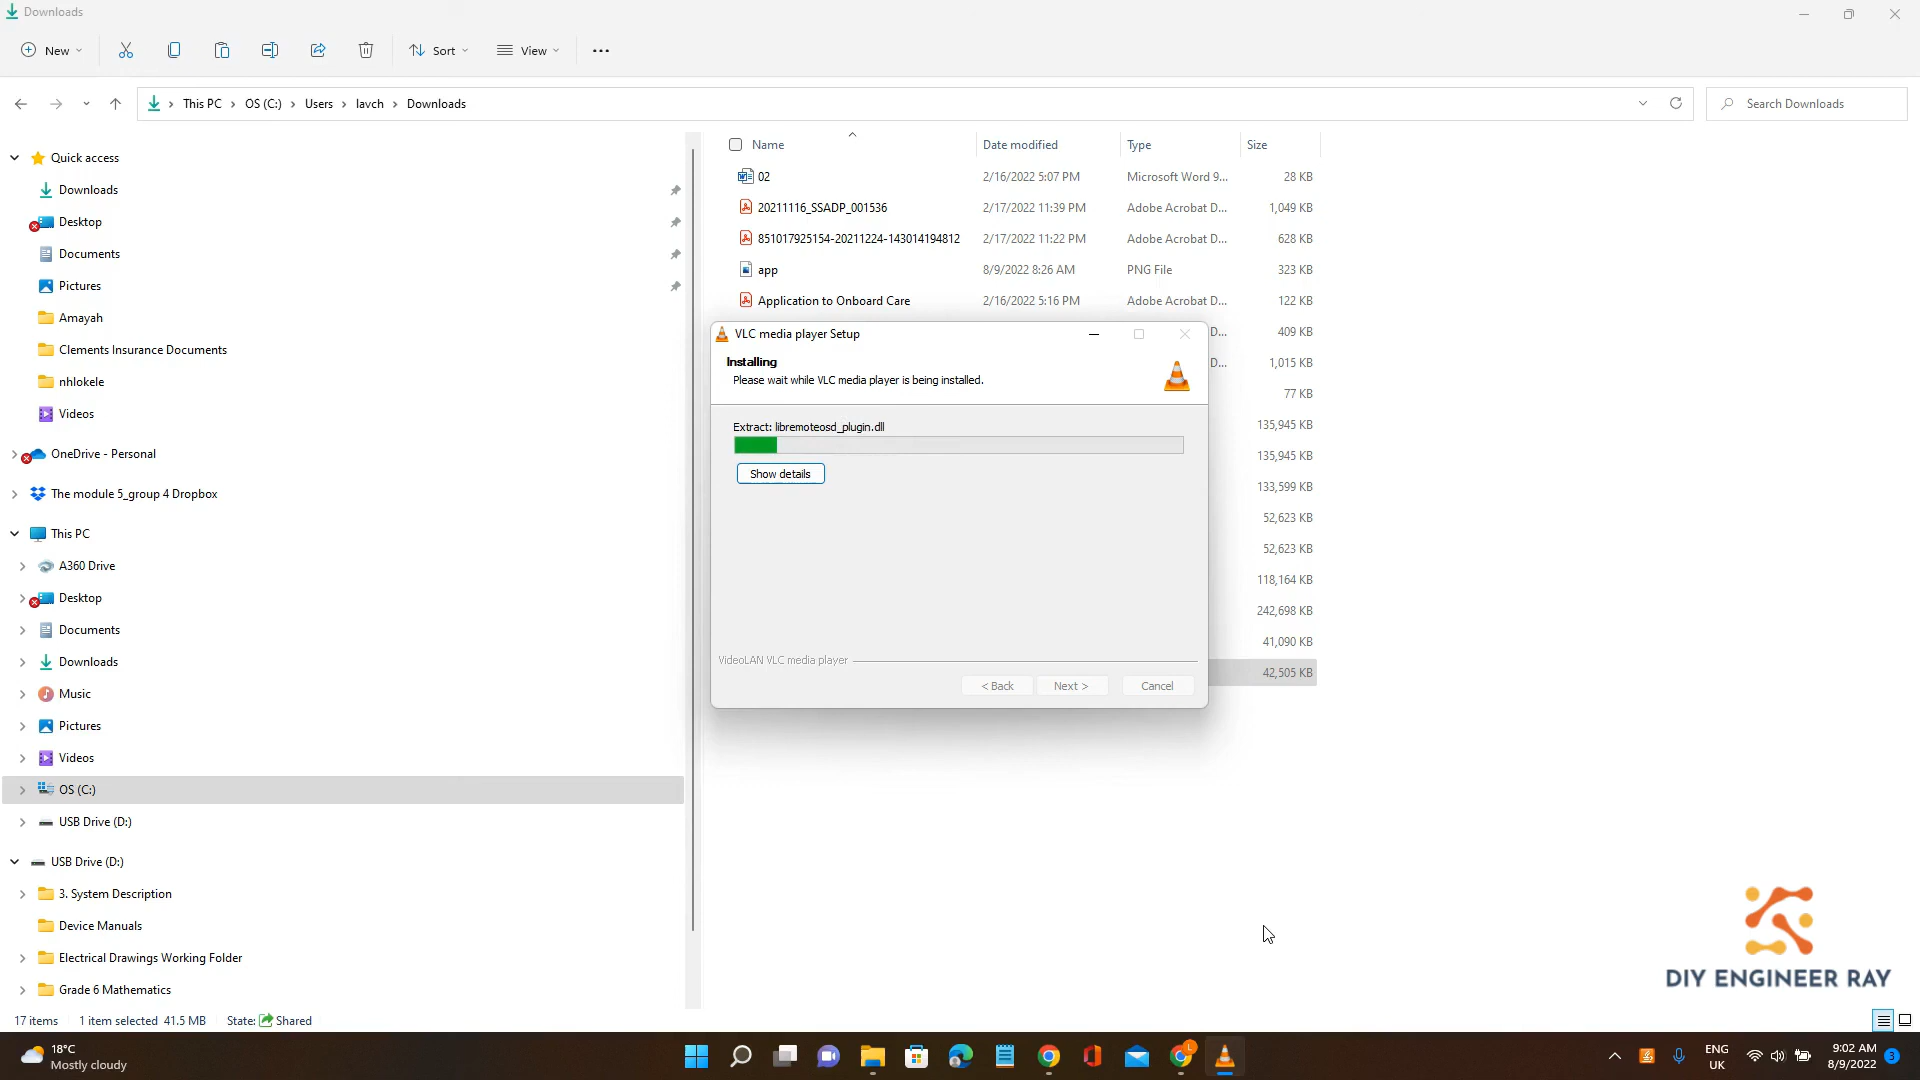 Downloads
New
Sort
View
This PC > OS (C:) > Users > lavch > Downloads
Search Downloads
Quick access
Downloads
Desktop
Documents
Pictures
Amayah
Clements Insurance Documents
nhlokele
Videos
OneDrive - Personal
The module 5_group 4 Dropbox
This PC
A360 Drive
Desktop
Documents
Downloads
Music
Pictures
Videos
OS (C:)
USB Drive (D:)
USB Drive (D:)
3. System Description
Device Manuals
Electrical Drawings Working Folder
Grade 6 Mathematics
Name Date modified Type Size
02 2/16/2022 5:07 PM Microsoft Word 9... 28 KB
20211116_SSADP_001536 2/17/2022 11:39 PM Adobe Acrobat D... 1,049 KB
851017925154-20211224-143014194812 2/17/2022 11:22 PM Adobe Acrobat D... 628 KB
app 8/9/2022 8:26 AM PNG File 323 KB
Application to Onboard Care 2/16/2022 5:16 PM Adobe Acrobat D... 122 KB
D... 409 KB
D... 1,015 KB
77 KB
135,945 KB
135,945 KB
133,599 KB
52,623 KB
52,623 KB
118,164 KB
242,698 KB
41,090 KB
42,505 KB
VLC media player Setup
Installing
Please wait while VLC media player is being installed.
Extract: libremoteosd_plugin.dll
Show details
VideoLAN VLC media player
< Back Next > Cancel
DIY ENGINEER RAY
17 items 1 item selected 41.5 MB State: Shared
18°C
Mostly cloudy
ENG
UK
9:02 AM
8/9/2022
3